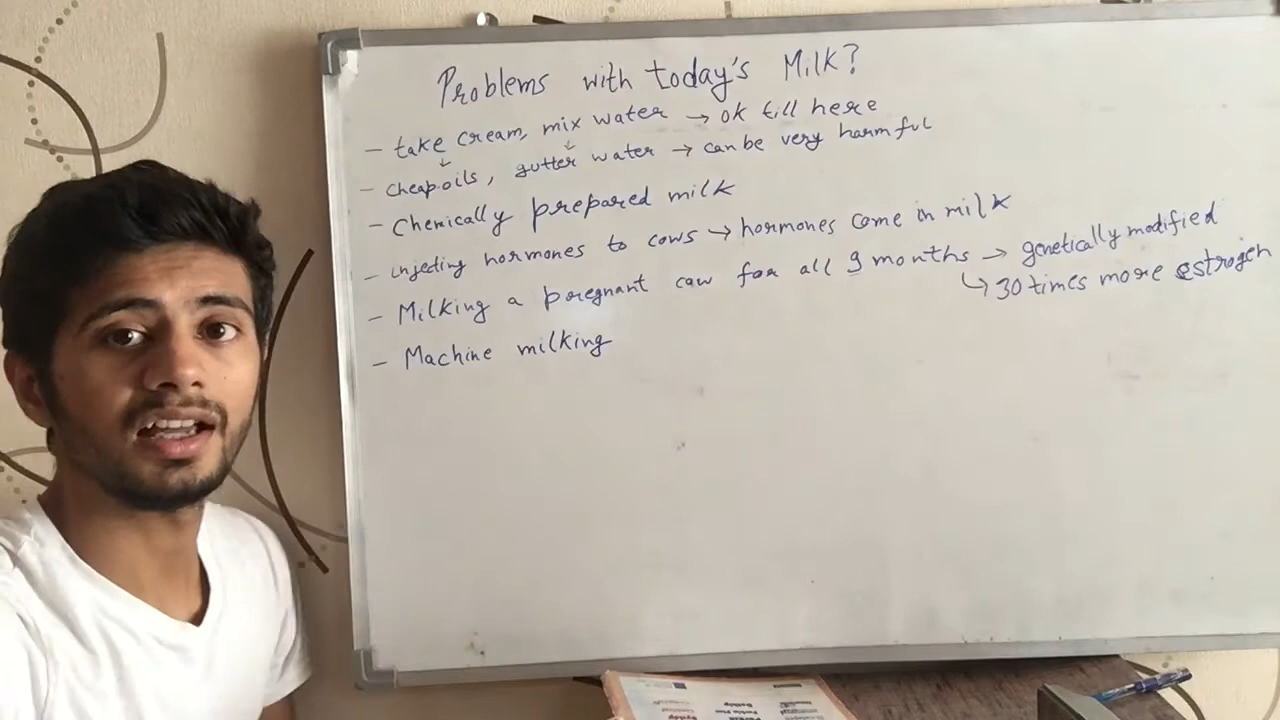 Problems with today's Milk?
- take cream, mix water → ok till here
- cheap oils, gutter water → can be very harmful
- Chemically prepared milk
- injecting hormones to cows → hormones come in milk
- Milking a pregnant cow for all 9 months → genetically modified
↳ 30 times more estrogen
- Machine milking